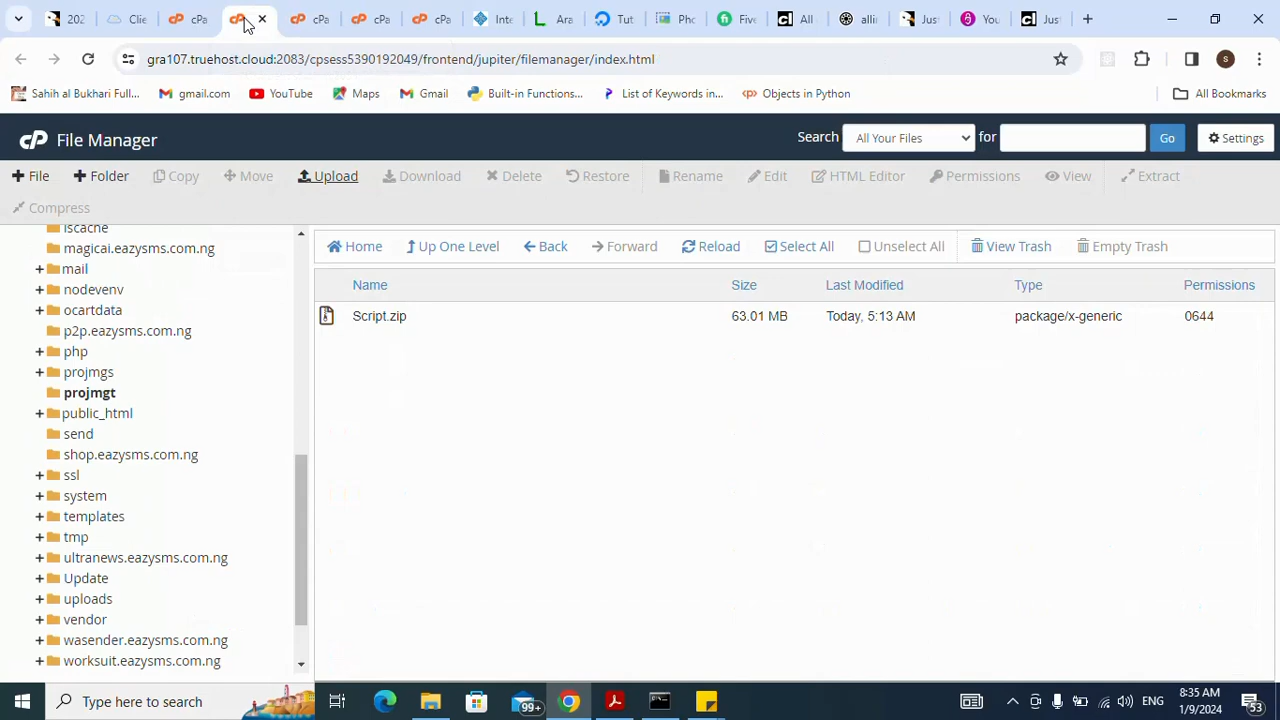 202 Clie cPa cPa cPa cPa Inte Ara Tut Pho Five All allin Jus You Jus
gra107.truehost.cloud:2083/cpsess5390192049/frontend/jupiter/filemanager/index.html s
Sahih al Bukhari Full... gmail.com YouTube Maps Gmail Built-in Functions... List of Keywords in... Objects in Python All Bookmarks
cP File Manager Search All Your Files for Go Settings
File Folder Copy Move Upload Download Delete Restore Rename Edit HTML Editor Permissions View Extract
Compress
lscache
magicai.eazysms.com.ng
mail
nodevenv
ocartdata
p2p.eazysms.com.ng
php
projmgs
projmgt
public_html
send
shop.eazysms.com.ng
ssl
system
templates
tmp
ultranews.eazysms.com.ng
Update
uploads
vendor
wasender.eazysms.com.ng
worksuit.eazysms.com.ng
Home Up One Level Back Forward Reload Select All Unselect All View Trash Empty Trash
Name Size Last Modified Type Permissions
Script.zip 63.01 MB Today, 5:13 AM package/x-generic 0644
Type here to search 99+ ENG 8:35 AM
1/9/2024 53